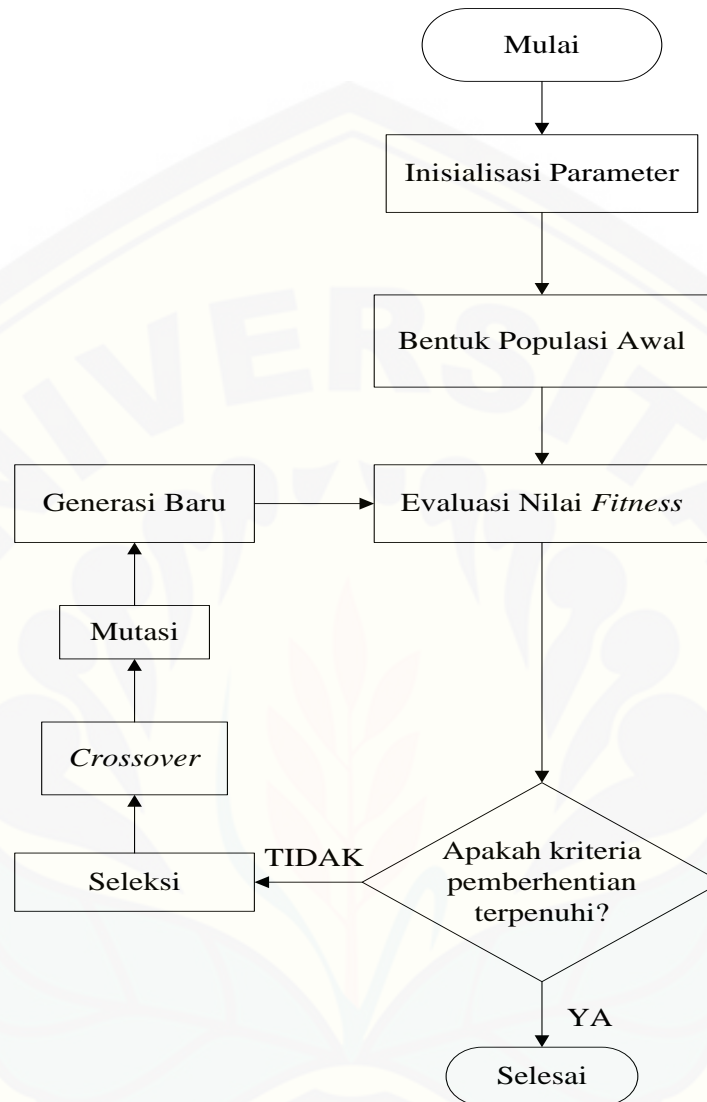 Mulai
Inisialisasi Parameter
Bentuk Populasi Awal
Generasi Baru
Evaluasi Nilai Fitness
Mutasi
Crossover
Seleksi
TIDAK
Apakah kriteria
pemberhentian
terpenuhi?
YA
Selesai